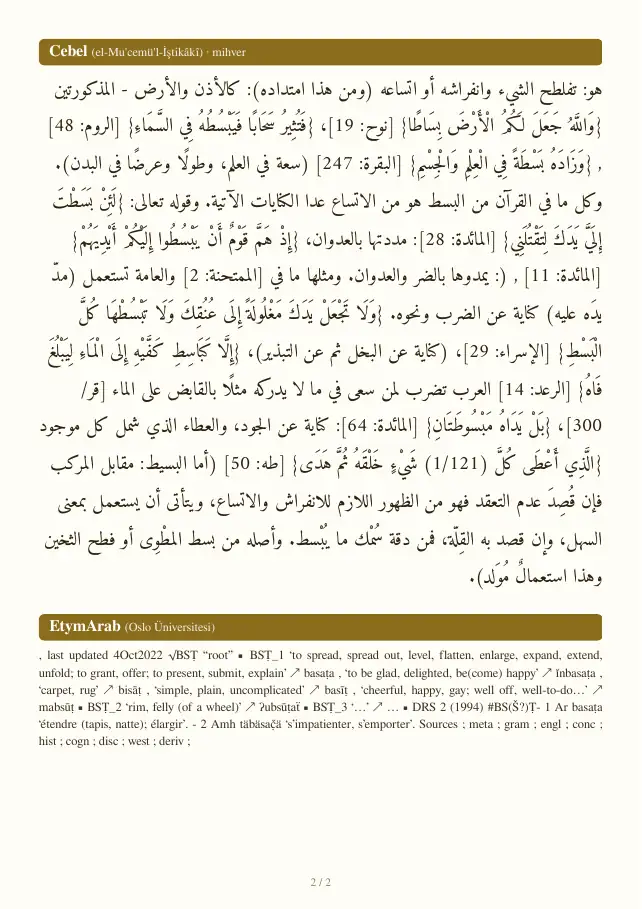 Cebel (el-Mu'cemü'l-İştikākī) · mihver
هو: تفلطح الشيء وانفراشه أو اتساعه (ومن هذا امتداده): كالأذن والأرض - المذكورتين
{وَاللَّهُ جَعَلَ لَكُمُ الْأَرْضَ بِسَاطًا} [نوح: 19]، {فَتُثِيرُ سَحَابًا فَيَبْسُطُهُ فِي السَّمَاءِ} [الروم: 48]
, {وَزَادَهُ بَسْطَةً فِي الْعِلْمِ وَالْجِسْمِ} [البقرة: 247] (سعة في العلم، وطولًا وعرضًا في البدن).
وكل ما في القرآن من البسط هو من الاتساع عدا الكنايات الآتية. وقوله تعالى: {لَئِنْ بَسَطْتَ
إِلَيَّ يَدَكَ لِتَقْتُلَنِي} [المائدة: 28]: مددتها بالعدوان، {إِذْ هَمَّ قَوْمٌ أَنْ يَبْسُطُوا إِلَيْكُمْ أَيْدِيَهُمْ}
[المائدة: 11] , (: يمدوها بالضر والعدوان. ومثلها ما في [الممتحنة: 2] والعامة تستعمل (مدّ
يدَه عليه) كناية عن الضرب ونحوه. {وَلَا تَجْعَلْ يَدَكَ مَغْلُولَةً إِلَى عُنُقِكَ وَلَا تَبْسُطْهَا كُلَّ
الْبَسْطِ} [الإسراء: 29]، (كناية عن البخل ثم عن التبذير)، {إِلَّا كَبَاسِطِ كَفَّيْهِ إِلَى الْمَاءِ لِيَبْلُغَ
فَاهُ} [الرعد: 14] العرب تضرب لمن سعى في ما لا يدركه مثلًا بالقابض على الماء [قر/
300]، {بَلْ يَدَاهُ مَبْسُوطَتَانِ} [المائدة: 64]: كناية عن الجود، والعطاء الذي شمل كل موجود
{الَّذِي أَعْطَى كُلَّ (1/121) شَيْءٍ خَلْقَهُ ثُمَّ هَدَى} [طه: 50] (أما البسيط: مقابل المركب
فإن قُصِدَ عدم التعقد فهو من الظهور اللازم للانفراش والاتساع، ويتأتى أن يستعمل بمعنى
السهل، وإن قصد به القِلّة، فمن دقة سُمْك ما يُبْسط. وأصله من بسط المطْوِى أو فطح الثخين
وهذا استعمالٌ مُوَلد).
EtymArab (Oslo Üniversitesi)
, last updated 4Oct2022 √BSṬ “root” ▪ BSṬ_1 ‘to spread, spread out, level, flatten, enlarge, expand, extend,
unfold; to grant, offer; to present, submit, explain’ ↗ basaṭa , ‘to be glad, delighted, be(come) happy’ ↗ ĭnbasaṭa ,
‘carpet, rug’ ↗ bisāṭ , ‘simple, plain, uncomplicated’ ↗ basīṭ , ‘cheerful, happy, gay; well off, well-to-do…’ ↗
mabsūṭ ▪ BSṬ_2 ‘rim, felly (of a wheel)’ ↗ ʔubsūṭaẗ ▪ BSṬ_3 ‘…’ ↗ … ▪ DRS 2 (1994) #BS(Š?)Ṭ- 1 Ar basaṭa
‘étendre (tapis, natte); élargir’. - 2 Amh täbäsač̣ä ‘s’impatienter, s’emporter’. Sources ; meta ; gram ; engl ; conc ;
hist ; cogn ; disc ; west ; deriv ;
2 / 2